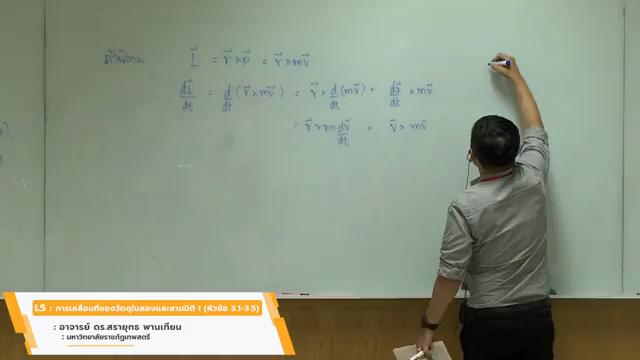 L⃗ = r⃗ × p⃗ = r⃗ × mv⃗
dL⃗/dt = d/dt (r⃗ × mv⃗) = r⃗ × d/dt (mv⃗) + dr⃗/dt × mv⃗
= r⃗ × m dv⃗/dt + v⃗ × mv⃗
L5 : การเคลื่อนที่ของวัตถุในสองและสามมิติ I (หัวข้อ 3.1-3.5)
: อาจารย์ ดร.สรายุทธ พานเทียน
: มหาวิทยาลัยราชภัฏเทพสตรี